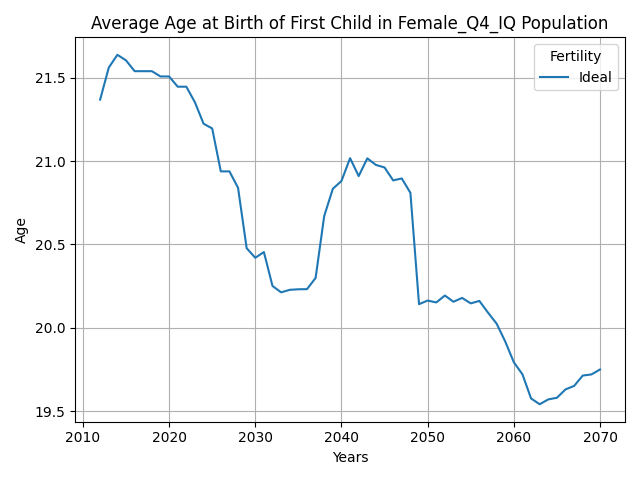 Average Age at Birth of First Child in Female_Q4_IQ Population
Fertility
Ideal
21.5
21.0
20.5
20.0
19.5
Age
2010 2020 2030 2040 2050 2060 2070
Years